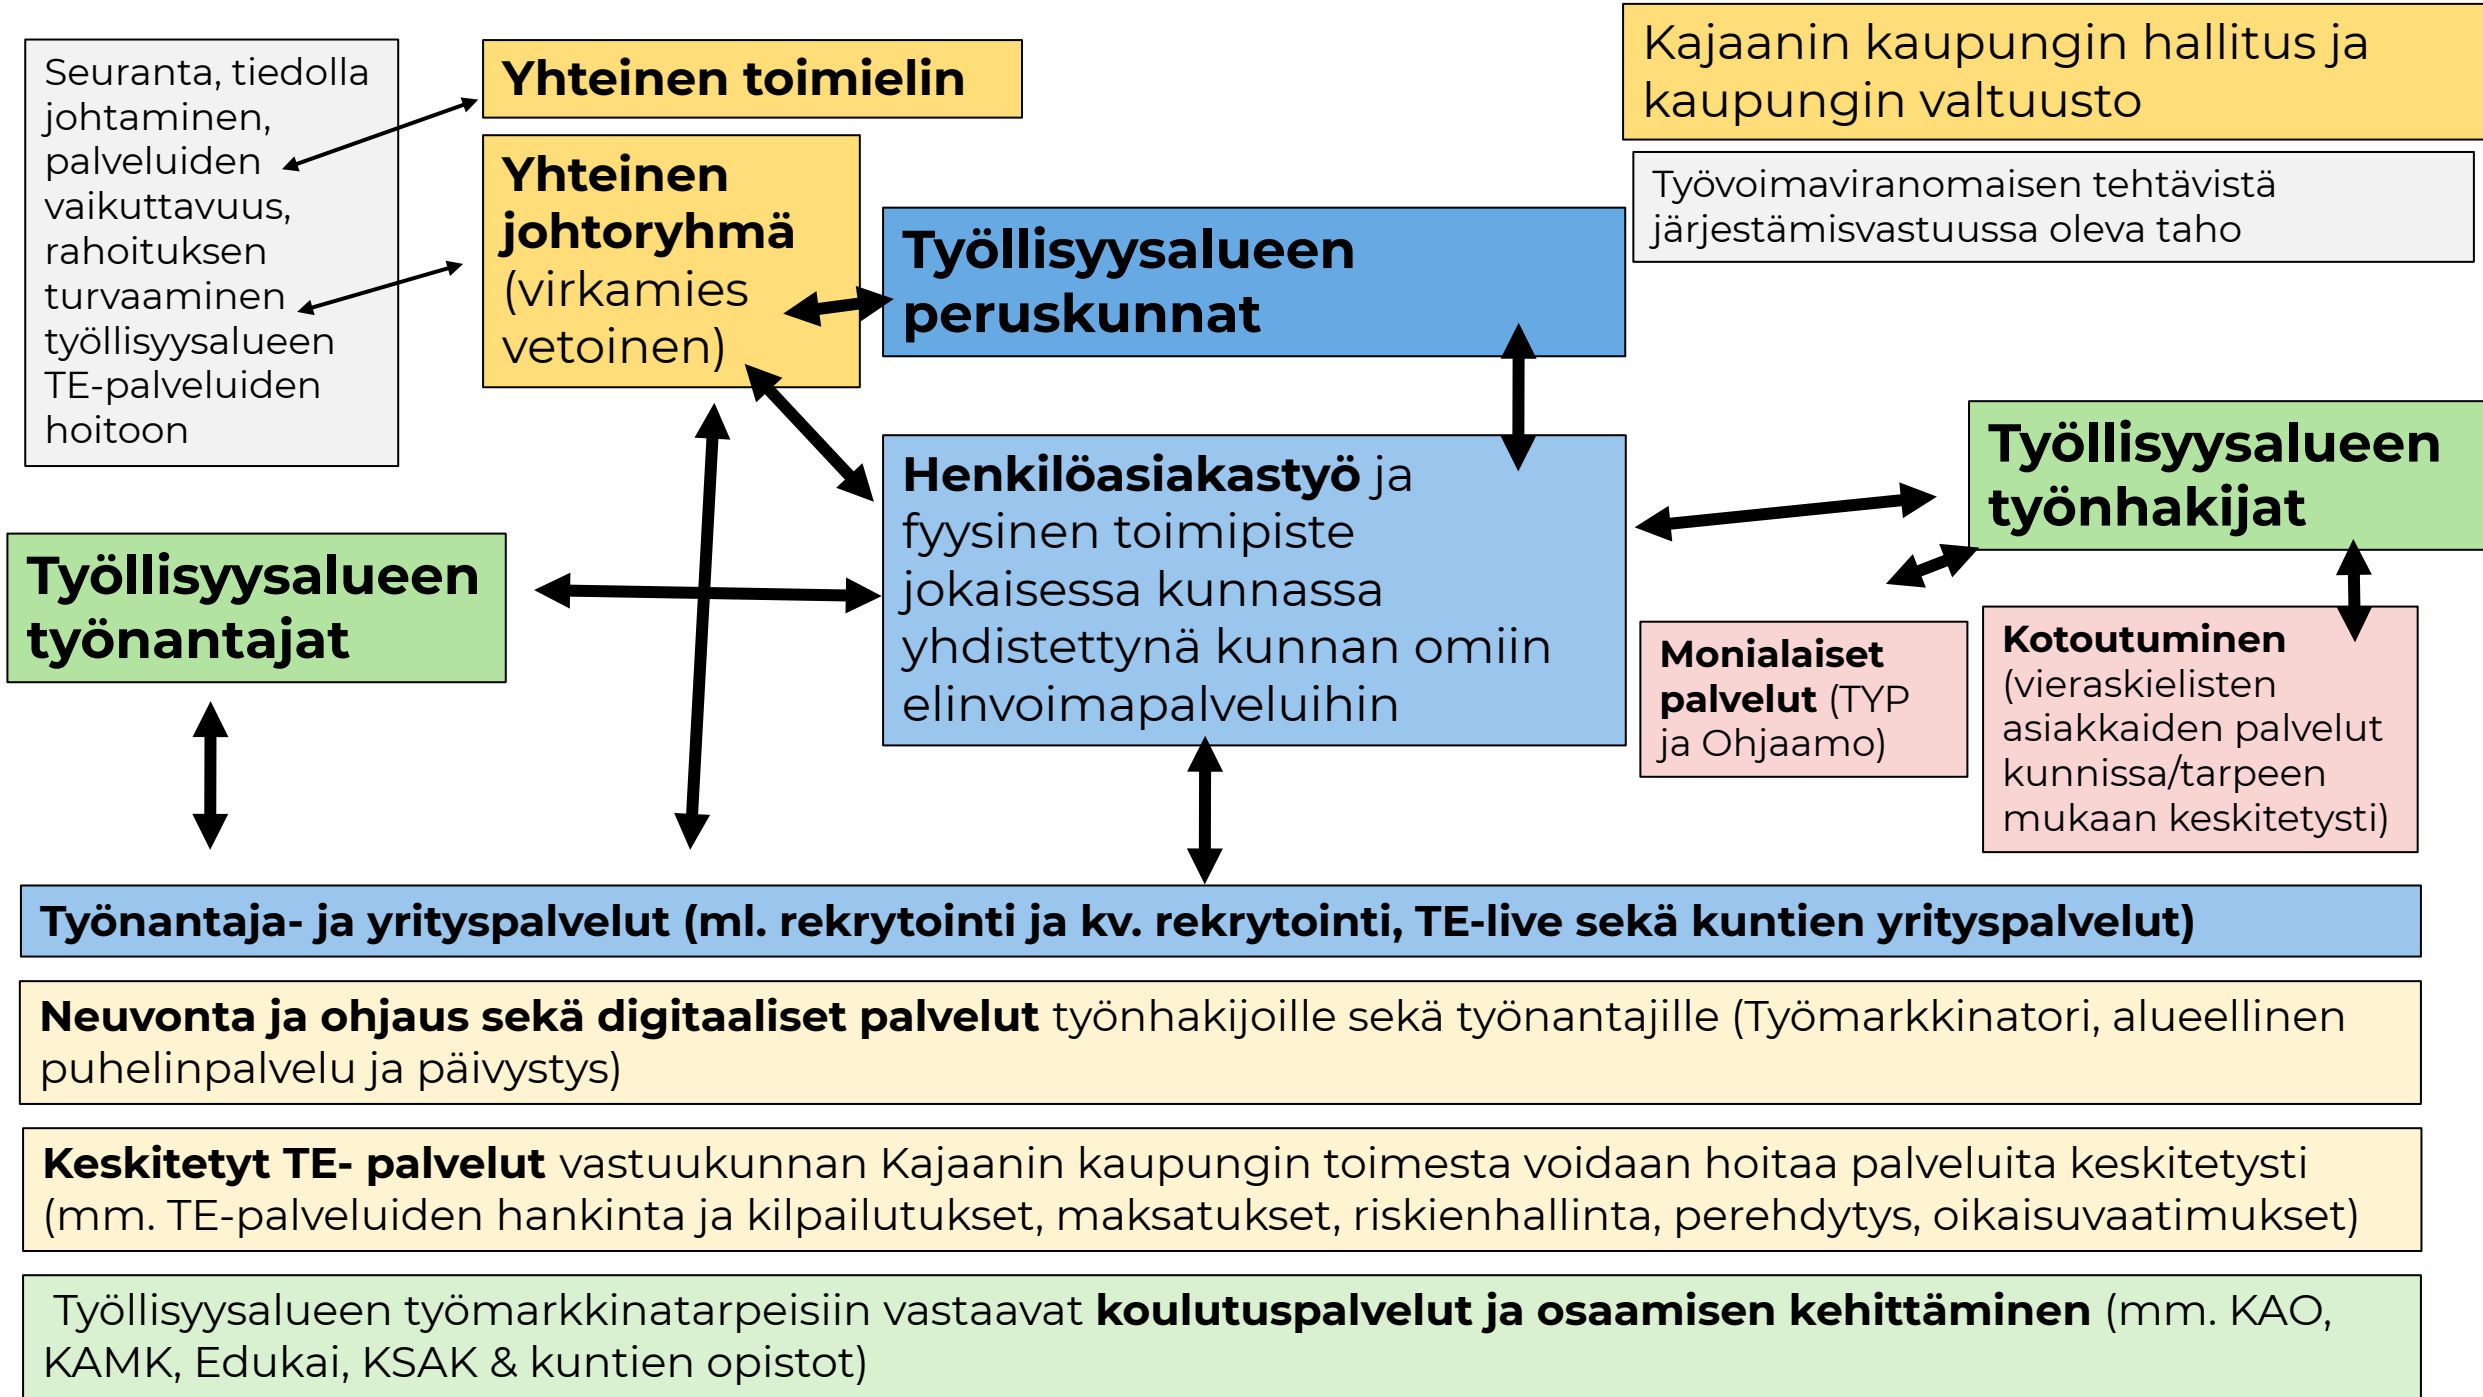 Seuranta, tiedolla
johtaminen,
palveluiden
vaikuttavuus,
rahoituksen
turvaaminen
työllisyysalueen
TE-palveluiden
hoitoon
Yhteinen toimielin
Yhteinen
johtoryhmä
(virkamies
vetoinen)
Kajaanin kaupungin hallitus ja
kaupungin valtuusto
Työvoimaviranomaisen tehtävistä
järjestämisvastuussa oleva taho
Työllisyysalueen
peruskunnat
Henkilöasiakastyö ja
fyysinen toimipiste
jokaisessa kunnassa
yhdistettynä kunnan omiin
elinvoimapalveluihin
Työllisyysalueen
työnhakijat
Työllisyysalueen
työnantajat
Monialaiset
palvelut (TYP
ja Ohjaamo)
Kotoutuminen
(vieraskielisten
asiakkaiden palvelut
kunnissa/tarpeen
mukaan keskitetysti)
Työnantaja- ja yrityspalvelut (ml. rekrytointi ja kv. rekrytointi, TE-live sekä kuntien yrityspalvelut)
Neuvonta ja ohjaus sekä digitaaliset palvelut työnhakijoille sekä työnantajille (Työmarkkinatori, alueellinen
puhelinpalvelu ja päivystys)
Keskitetyt TE- palvelut vastuukunnan Kajaanin kaupungin toimesta voidaan hoitaa palveluita keskitetysti
(mm. TE-palveluiden hankinta ja kilpailutukset, maksatukset, riskienhallinta, perehdytys, oikaisuvaatimukset)
Työllisyysalueen työmarkkinatarpeisiin vastaavat koulutuspalvelut ja osaamisen kehittäminen (mm. KAO,
KAMK, Edukai, KSAK & kuntien opistot)